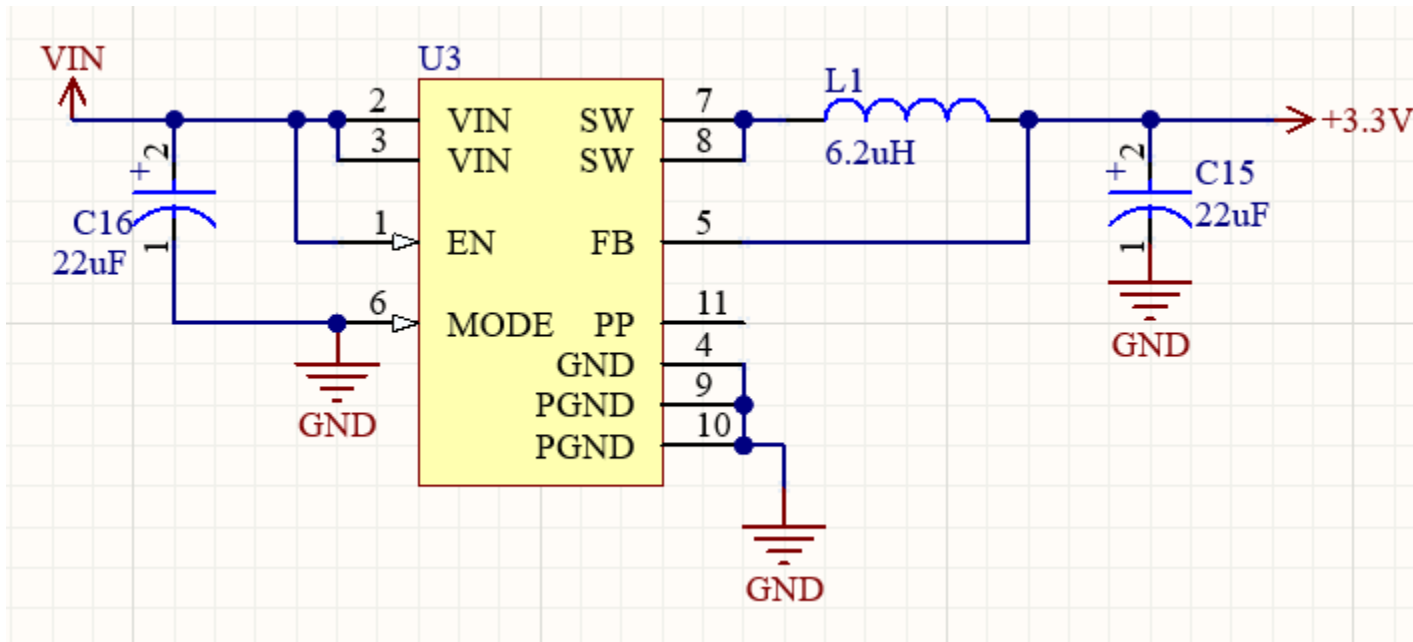 VIN
U3
2
VIN
SW
7
L1
3
VIN
SW
8
6.2uH
+3.3V
2
+
C16
22uF
1
1
EN
FB
5
2
+
C15
22uF
1
6
MODE
PP
11
GND
4
PGND
9
PGND
10
GND
GND
GND